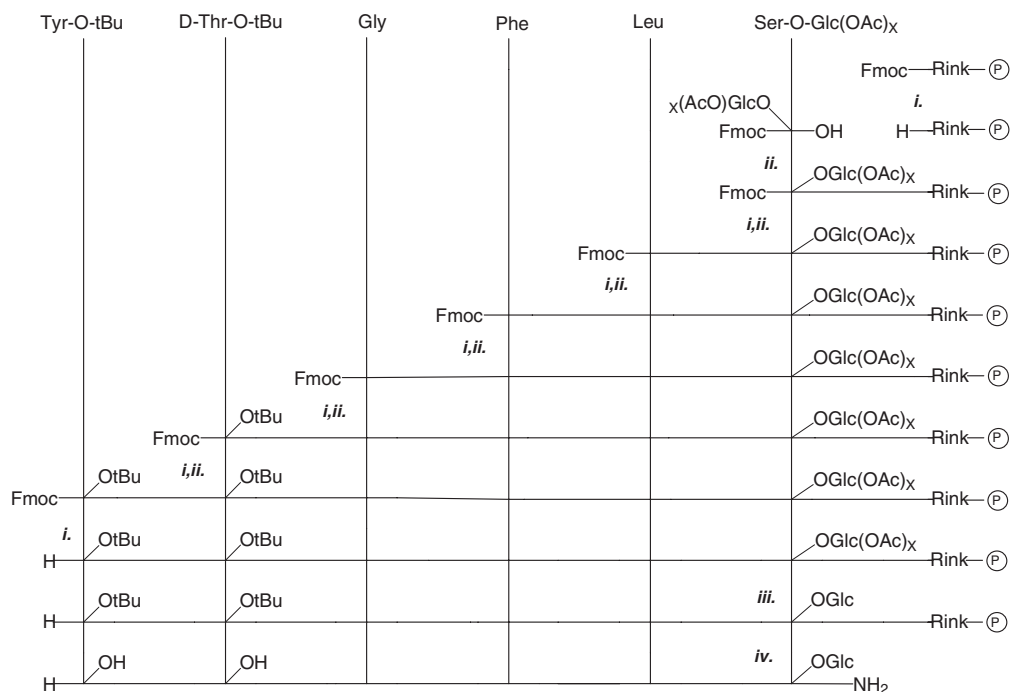 Tyr-O-tBu D-Thr-O-tBu Gly Phe Leu Ser-O-Glc(OAc)X
Fmoc Rink P
i.
X(AcO)GlcO
Fmoc OH H Rink P
ii.
OGlc(OAc)X
Fmoc Rink P
i,ii.
OGlc(OAc)X
Fmoc Rink P
i,ii.
OGlc(OAc)X
Fmoc Rink P
i,ii.
OGlc(OAc)X
Fmoc Rink P
i,ii.
OtBu OGlc(OAc)X
Fmoc Rink P
i,ii.
OtBu OtBu OGlc(OAc)X
Fmoc Rink P
i.
OtBu OtBu OGlc(OAc)X
H Rink P
iii.
OtBu OtBu OGlc
H Rink P
iv.
OH OH OGlc
H NH2